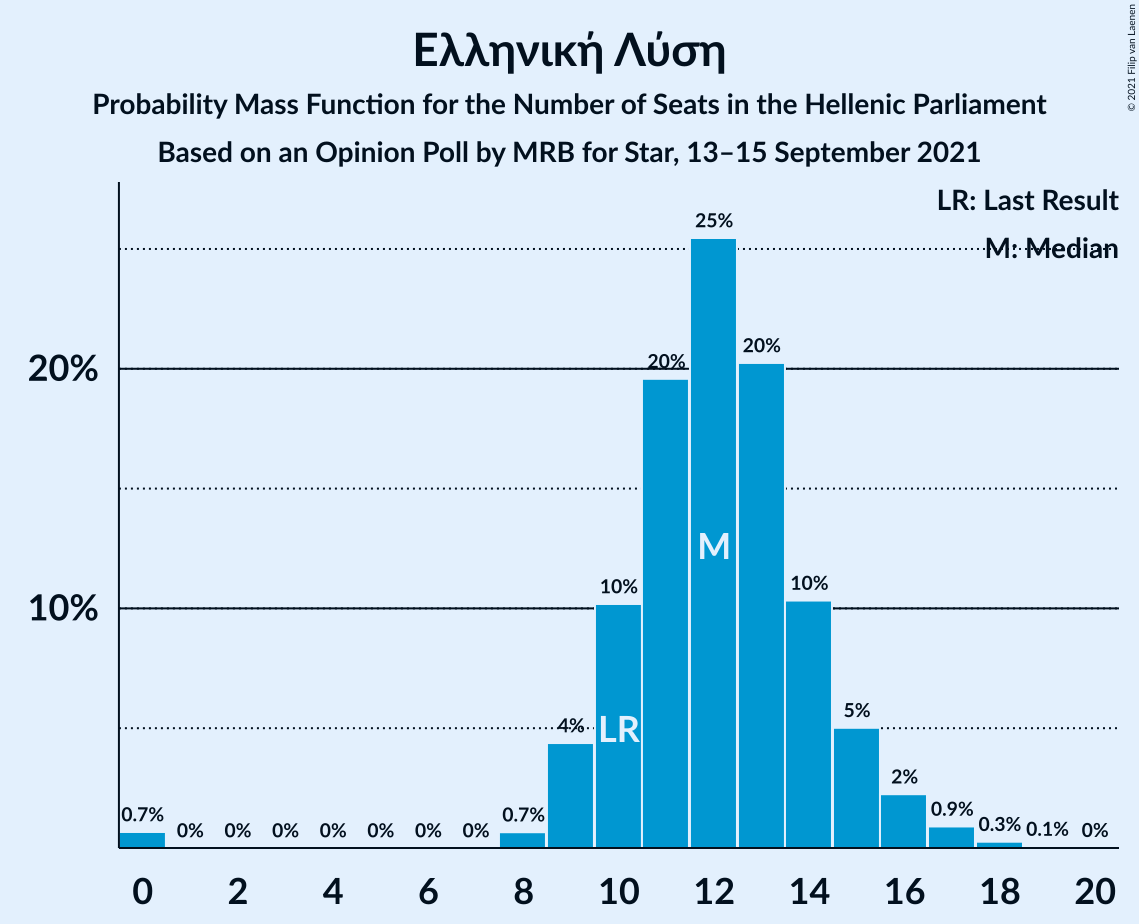 Ελληνική Λύση
Probability Mass Function for the Number of Seats in the Hellenic Parliament
Based on an Opinion Poll by MRB for Star, 13–15 September 2021
© 2021 Filip van Laenen
LR: Last Result
M: Median
20%
10%
0.7%
0%
0%
0%
0%
0%
0%
0%
0.7%
4%
10%
20%
25%
20%
10%
5%
2%
0.9%
0.3%
0.1%
0%
LR
M
0 2 4 6 8 10 12 14 16 18 20